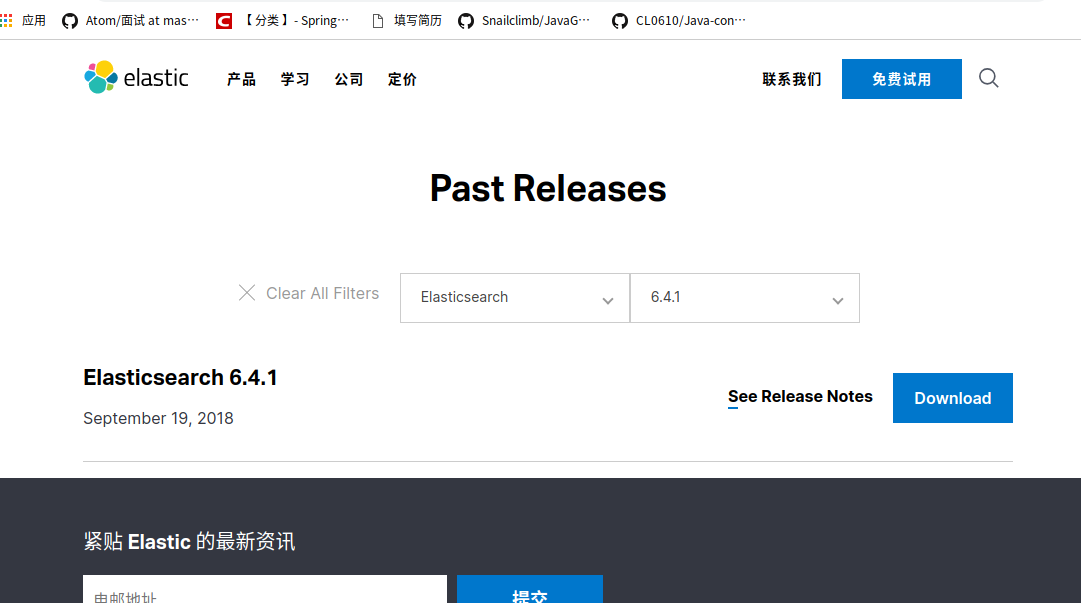 应用 Atom/面试 at mas… 【 分类 】- Spring… 填写简历 Snailclimb/JavaG… CL0610/Java-con…
elastic 产品 学习 公司 定价 联系我们 免费试用
Past Releases
Clear All Filters Elasticsearch 6.4.1
Elasticsearch 6.4.1
September 19, 2018
See Release Notes Download
紧贴 Elastic 的最新资讯
电邮地址 提交